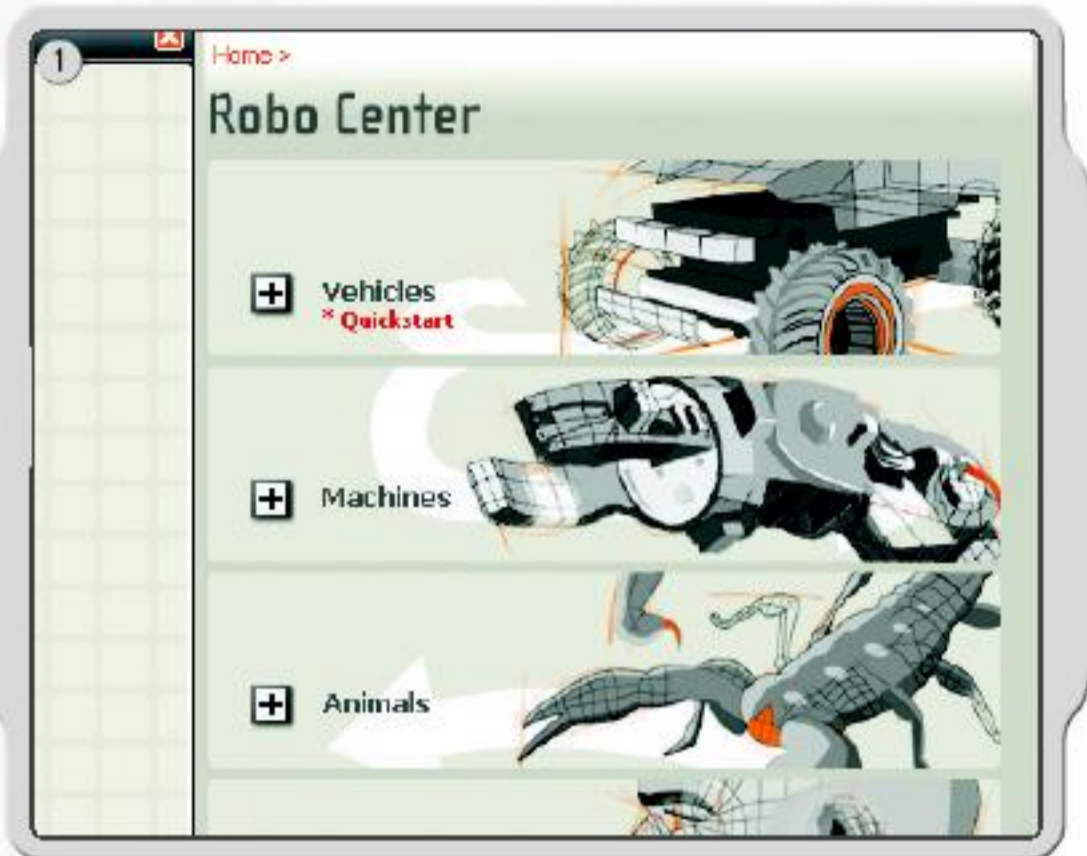 1
Home >
Robo Center
Vehicles
* Quickstart
Machines
Animals